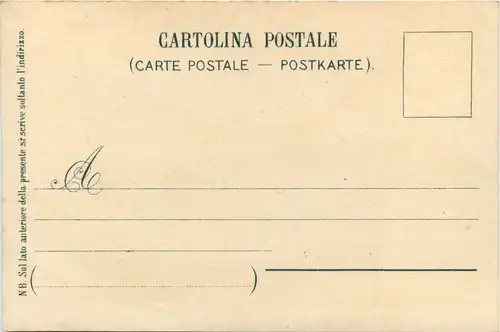 CARTOLINA POSTALE
(CARTE POSTALE — POSTKARTE).
A
NB. Sul lato anteriore della presente si scrive soltanto l'indirizzo.